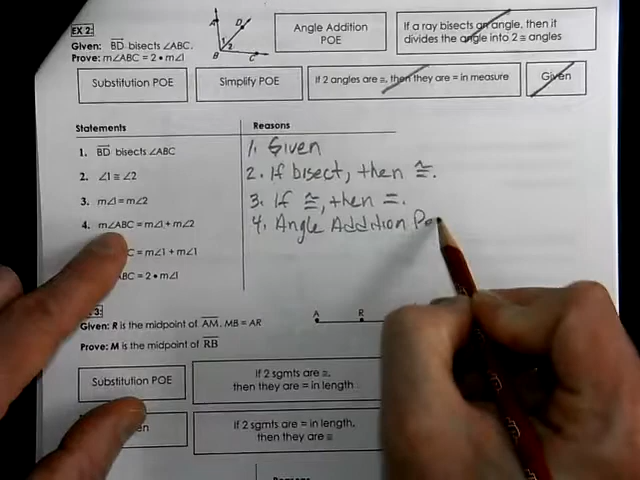 EX 2:
Given: BD bisects ∠ABC.
Prove: m∠ABC = 2 • m∠1
A
D
1
2
B
C
Angle Addition
POE
If a ray bisects an angle, then it
divides the angle into 2 ≅ angles
Substitution POE
Simplify POE
If 2 angles are ≅, then they are = in measure
Given
Statements
Reasons
1. BD bisects ∠ABC
1. Given
2. ∠1 ≅ ∠2
2. If bisect, then ≅.
3. m∠1 = m∠2
3. If ≅, then =.
4. m∠ABC = m∠1 + m∠2
4. Angle Addition Po
= m∠1 + m∠1
BC = 2 • m∠1
3:
Given: R is the midpoint of AM, MB = AR
A
R
Prove: M is the midpoint of RB
Substitution POE
If 2 sgmts are ≅,
then they are = in length
If 2 sgmts are = in length,
then they are ≅